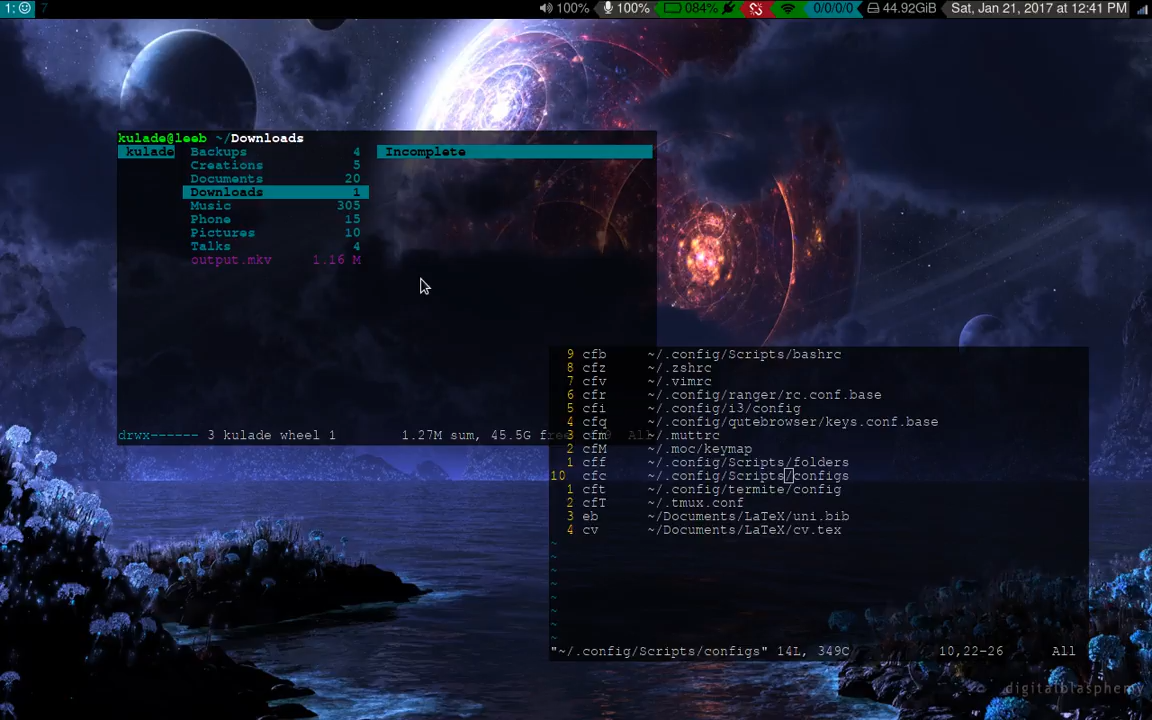 1: 7 100% 100% 084% 0/0/0/0 44.92GiB Sat, Jan 21, 2017 at 12:41 PM
kulade@leeb ~/Downloads
kulade Backups 4 Incomplete
Creations 5
Documents 20
Downloads 1
Music 305
Phone 15
Pictures 10
Talks 4
output.mkv 1.16 M
drwx------ 3 kulade wheel 1 1.27M sum, 45.5G All
9 cfb ~/.config/Scripts/bashrc
8 cfz ~/.zshrc
7 cfv ~/.vimrc
6 cfr ~/.config/ranger/rc.conf.base
5 cfi ~/.config/i3/config
4 cfq ~/.config/qutebrowser/keys.conf.base
3 cfm ~/.muttrc
2 cfM ~/.moc/keymap
1 cff ~/.config/Scripts/folders
10 cfc ~/.config/Scripts/configs
1 cft ~/.config/termite/config
2 cfT ~/.tmux.conf
3 eb ~/Documents/LaTeX/uni.bib
4 cv ~/Documents/LaTeX/cv.tex
~
~
~
~
~
~
~
~
"~/.config/Scripts/configs" 14L, 349C 10,22-26 All
digitalblasphemy